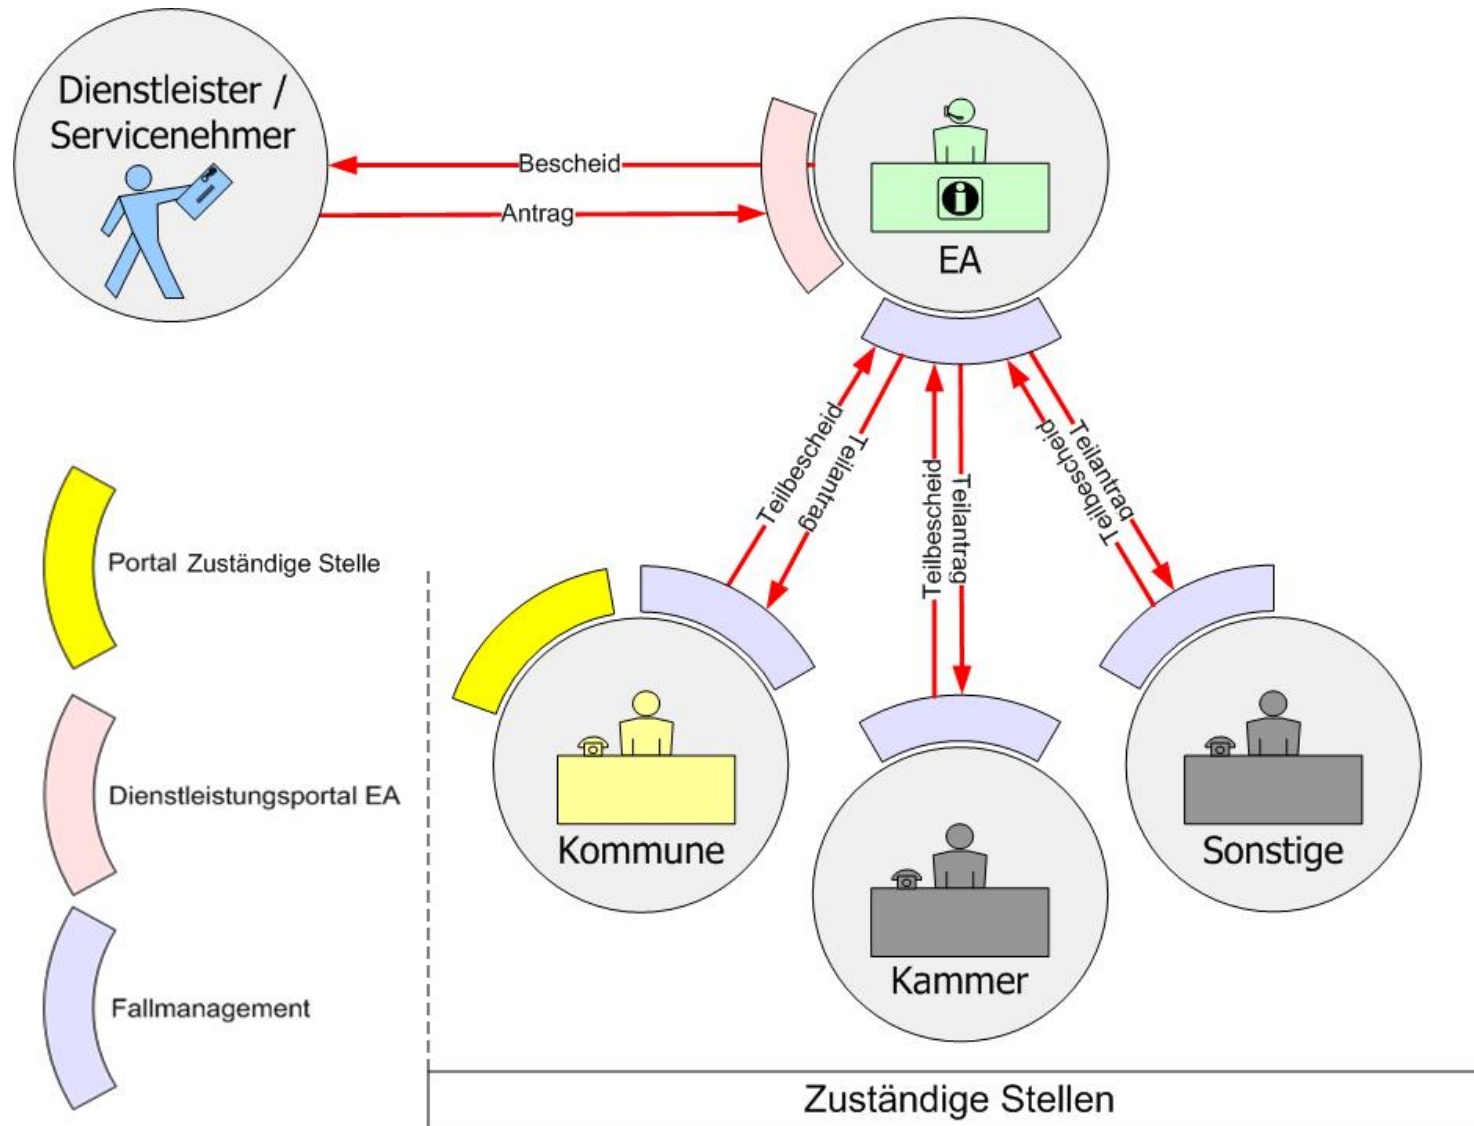 Dienstleister /
Servicenehmer
Bescheid
Antrag
EA
Teilbescheid
Teilantrag
Teilbescheid
Teilantrag
Teilbescheid
Teilantrag
Portal Zuständige Stelle
Dienstleistungsportal EA
Fallmanagement
Kommune
Kammer
Sonstige
Zuständige Stellen